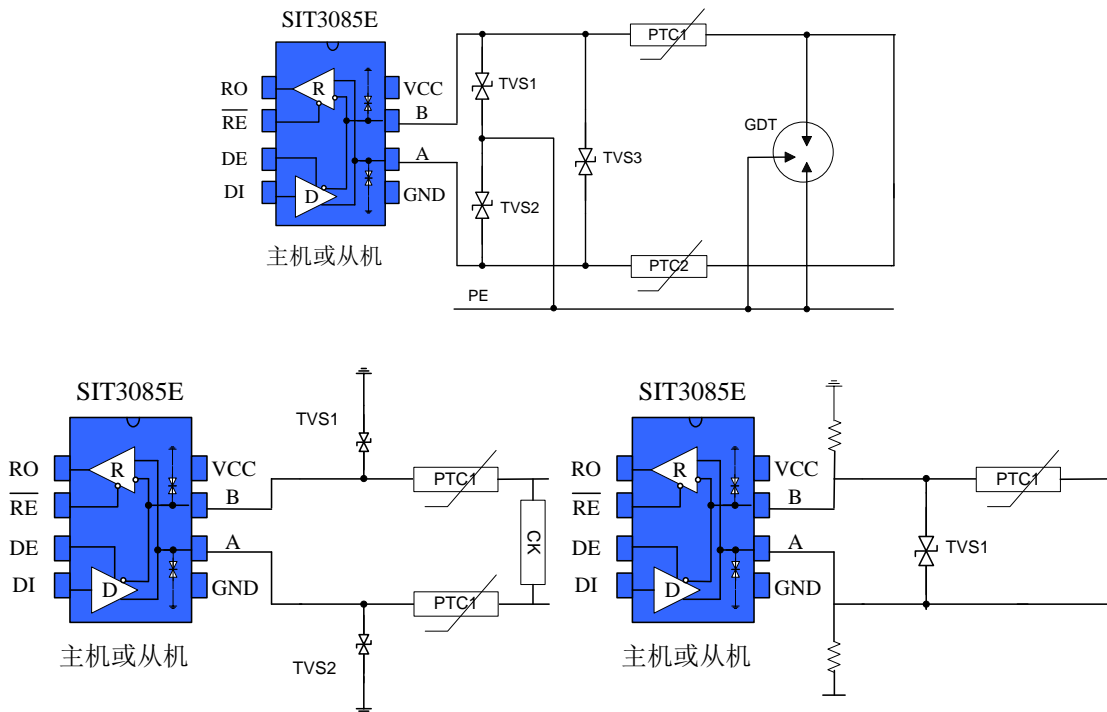 SIT3085E
RO
RE
DE
DI
R
D
VCC
B
A
GND
主机或从机
TVS1
TVS2
TVS3
PTC1
PTC2
GDT
PE
SIT3085E
RO
RE
DE
DI
R
D
VCC
B
A
GND
主机或从机
TVS1
TVS2
PTC1
PTC1
CK
SIT3085E
RO
RE
DE
DI
R
D
VCC
B
A
GND
主机或从机
TVS1
PTC1